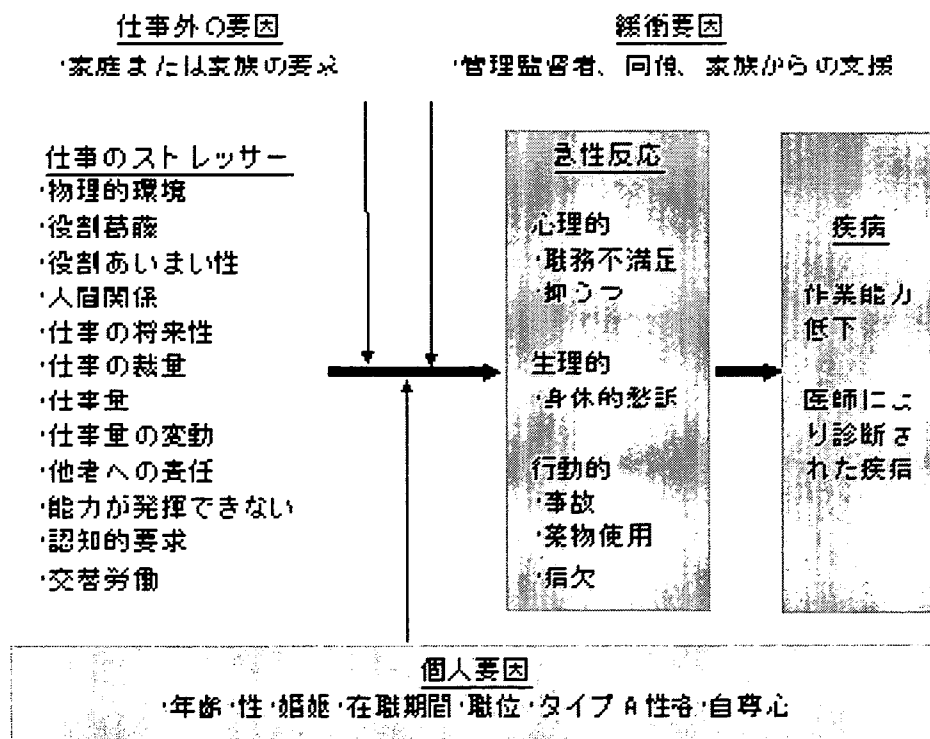 仕事外の要因
・家庭または家族の要求
緩衝要因
・管理監督者、同僚、家族からの支援
仕事のストレッサー
・物理的環境
・役割葛藤
・役割あいまい性
・人間関係
・仕事の将来性
・仕事の裁量
・仕事量
・仕事量の変動
・他者への責任
・能力が発揮できない
・認知的要求
・交替労働
急性反応
心理的
・職務不満足
・抑うつ
生理的
・身体的愁訴
行動的
・事故
・薬物使用
・病欠
疾病
作業能力
低下
医師によ
り診断さ
れた疾病
個人要因
・年齢・性・婚姻・在職期間・職位・タイプA性格・自尊心